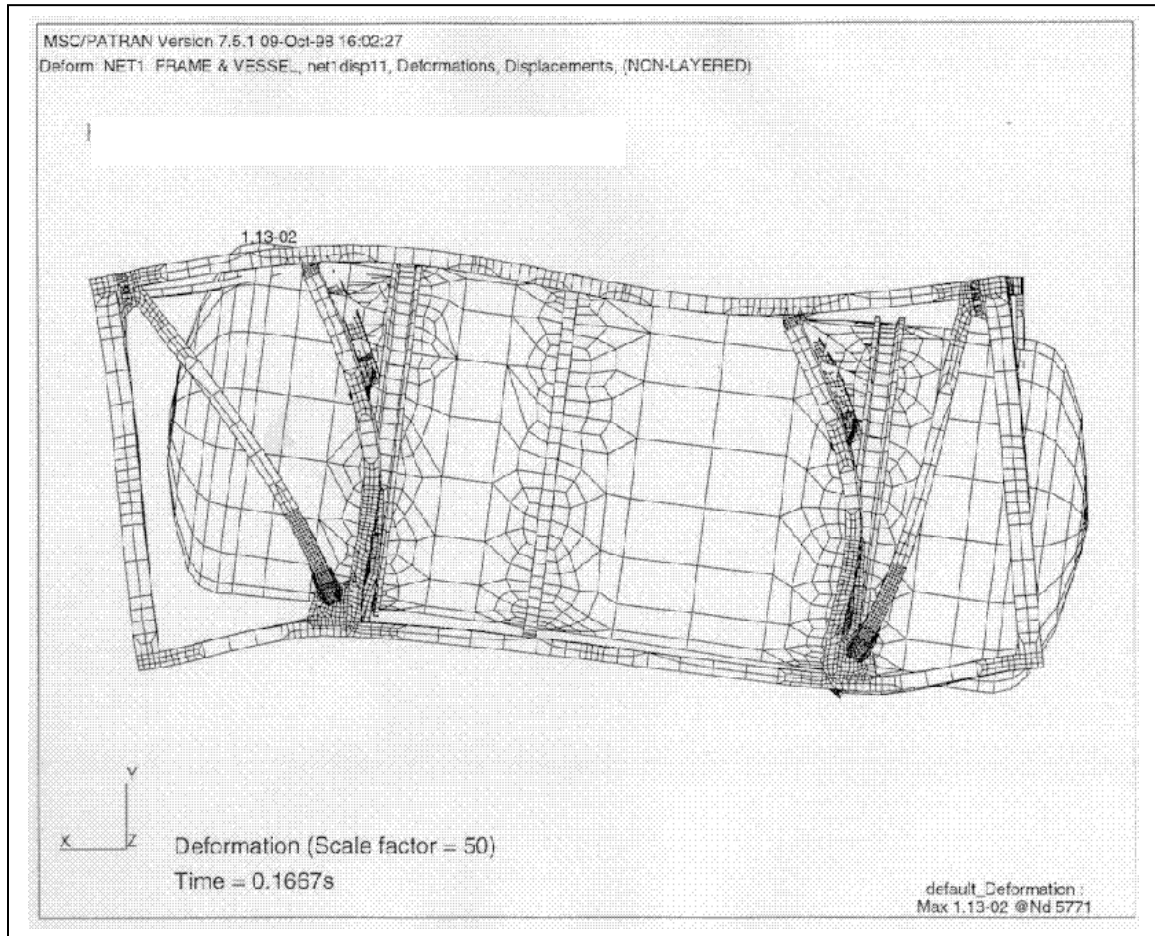 MSC/PATRAN Version 7.5.1 09-Oct-98 16:02:27
Deform: NET1 FRAME & VESSEL, net1disp11, Deformations, Displacements, (NON-LAYERED)
1.13-02
Y
X
Z
Deformation (Scale factor = 50)
Time = 0.1667s
default_Deformation :
Max 1.13-02 @Nd 5771